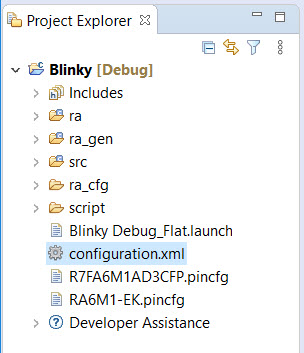 Project Explorer
Blinky [Debug]
Includes
ra
ra_gen
src
ra_cfg
script
Blinky Debug_Flat.launch
configuration.xml
R7FA6M1AD3CFP.pincfg
RA6M1-EK.pincfg
Developer Assistance